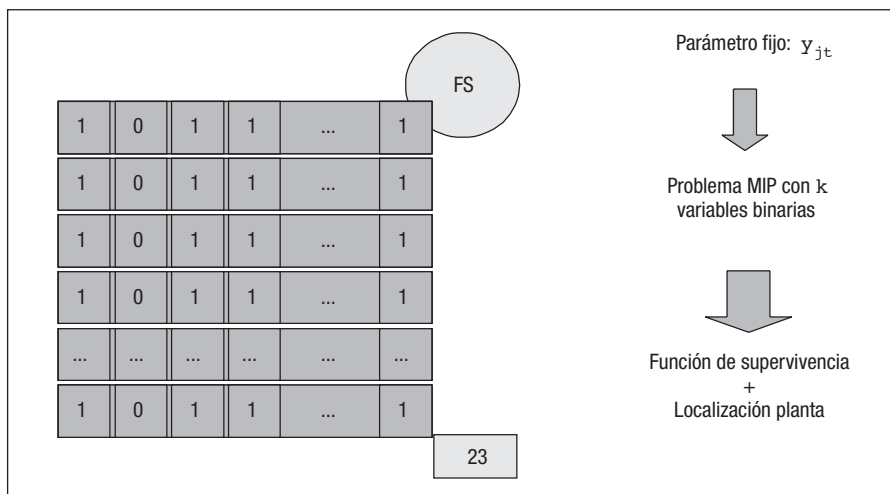 FS
1 0 1 1 ... 1
1 0 1 1 ... 1
1 0 1 1 ... 1
1 0 1 1 ... 1
... ... ... ... ... ...
1 0 1 1 ... 1
23
Parámetro fijo: yjt
Problema MIP con k
variables binarias
Función de supervivencia
+
Localización planta